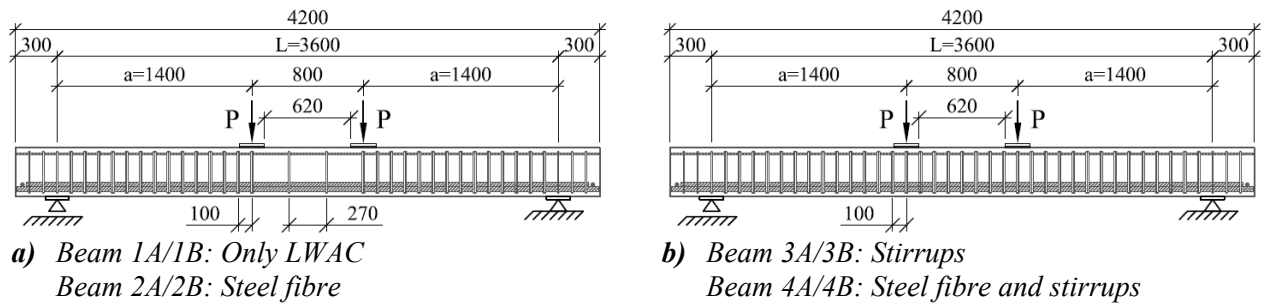 4200
300 L=3600 300
a=1400 800 a=1400
620
P P
100 270
a) Beam 1A/1B: Only LWAC
Beam 2A/2B: Steel fibre
4200
300 L=3600 300
a=1400 800 a=1400
620
P P
100
b) Beam 3A/3B: Stirrups
Beam 4A/4B: Steel fibre and stirrups